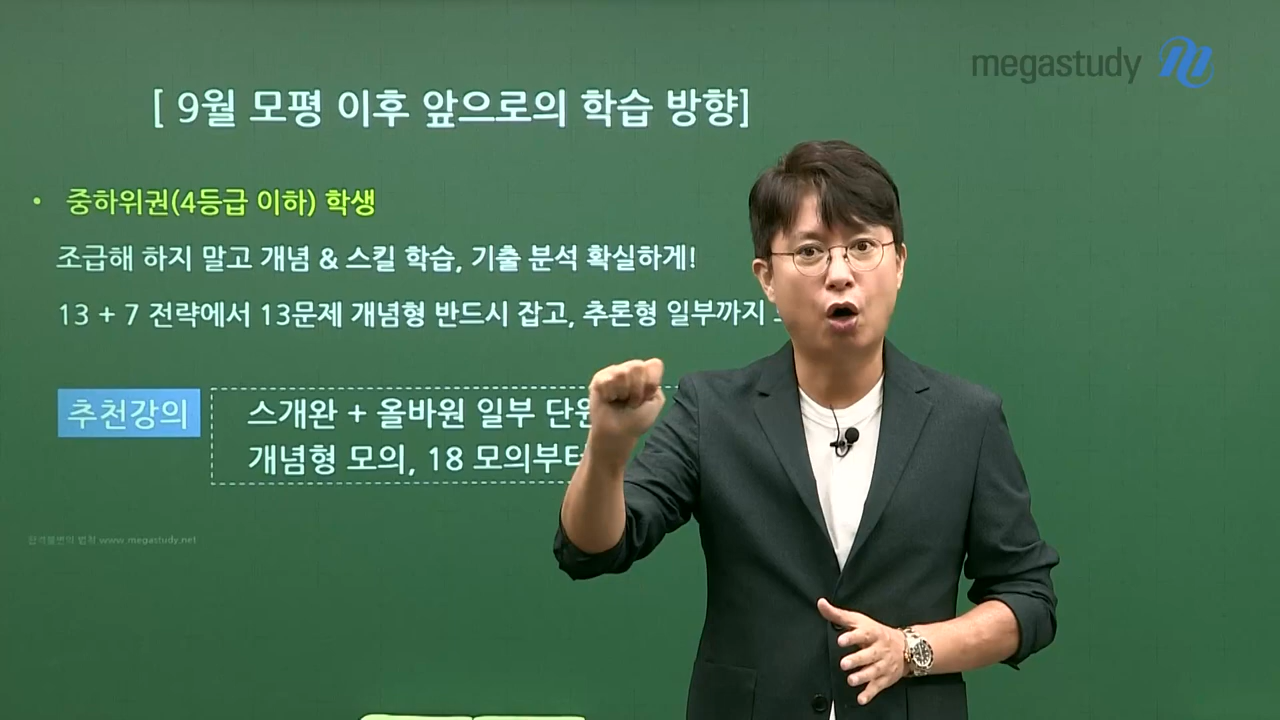 megastudy
[ 9월 모평 이후 앞으로의 학습 방향]
• 중하위권(4등급 이하) 학생
조급해 하지 말고 개념 & 스킬 학습, 기출 분석 확실하게!
13 + 7 전략에서 13문제 개념형 반드시 잡고, 추론형 일부까지
추천강의
스개완 + 올바원 일부 단원
개념형 모의, 18 모의부터
www.megastudy.net